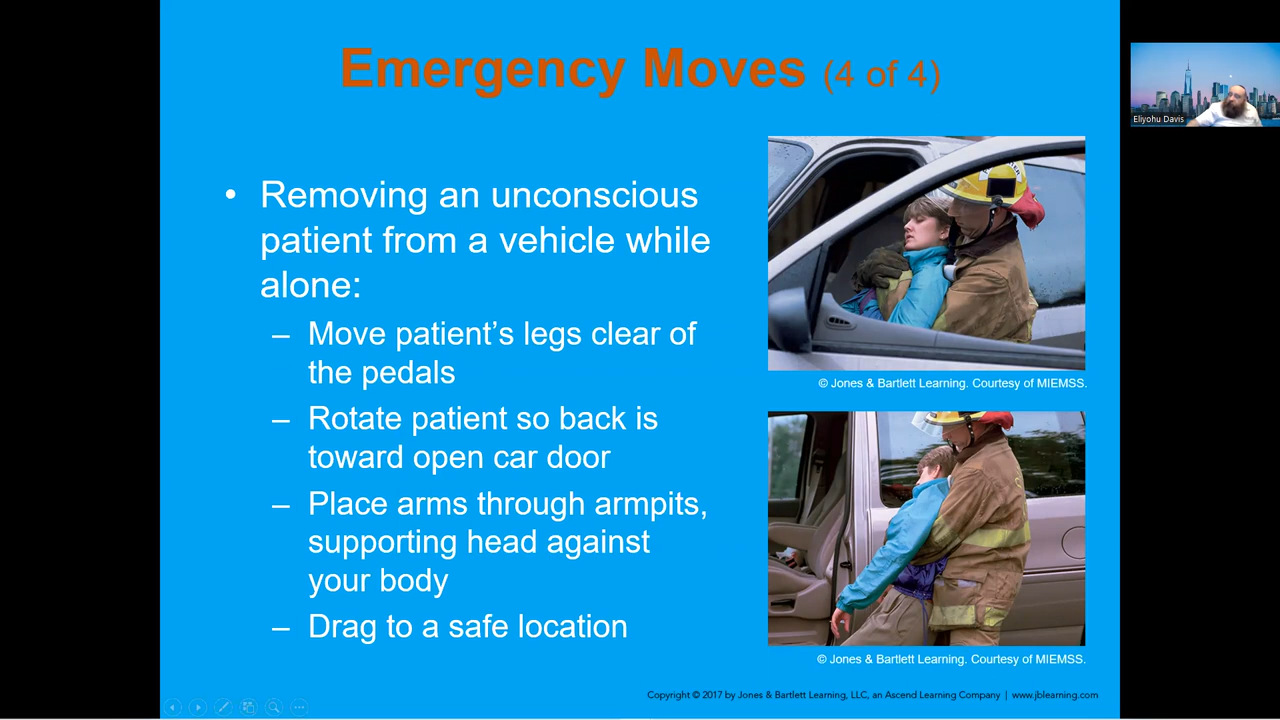 Emergency Moves (4 of 4)
Eliyohu Davis
• Removing an unconscious
patient from a vehicle while
alone:
– Move patient’s legs clear of
the pedals
– Rotate patient so back is
toward open car door
– Place arms through armpits,
supporting head against
your body
– Drag to a safe location
© Jones & Bartlett Learning. Courtesy of MIEMSS.
© Jones & Bartlett Learning. Courtesy of MIEMSS.
Copyright © 2017 by Jones & Bartlett Learning, LLC, an Ascend Learning Company | www.jblearning.com